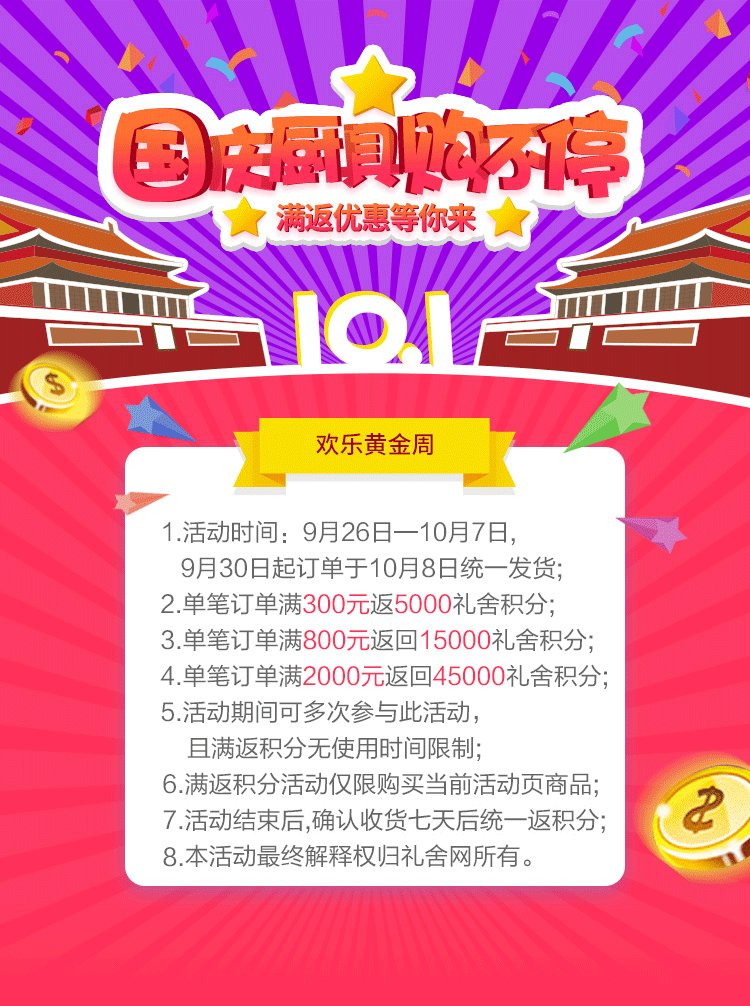 国庆厨具购不停
满返优惠等你来
10.1
欢乐黄金周
1.活动时间：9月26日—10月7日，
9月30日起订单于10月8日统一发货；
2.单笔订单满300元返5000礼舍积分；
3.单笔订单满800元返回15000礼舍积分；
4.单笔订单满2000元返回45000礼舍积分；
5.活动期间可多次参与此活动，
且满返积分无使用时间限制；
6.满返积分活动仅限购买当前活动页商品；
7.活动结束后,确认收货七天后统一返积分；
8.本活动最终解释权归礼舍网所有。